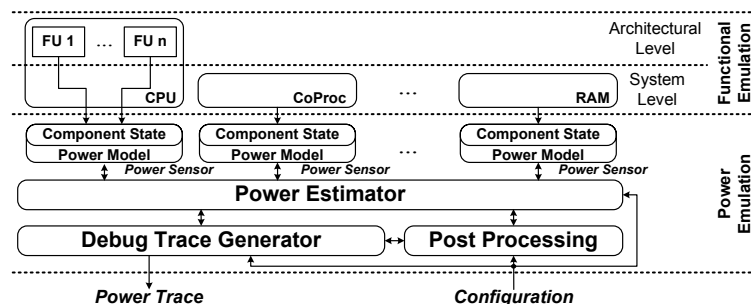 FU 1 ... FU n
Architectural
Level
Functional
Emulation
CPU
CoProc
...
RAM
System
Level
Component State Component State Component State
Power Model Power Model ... Power Model
Power Sensor Power Sensor Power Sensor
Power Estimator
Power
Emulation
Debug Trace Generator Post Processing
Power Trace Configuration